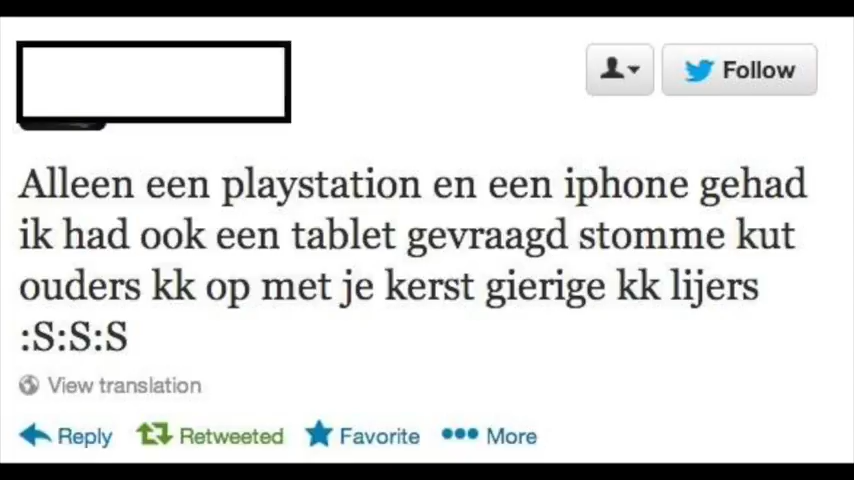 Follow
Alleen een playstation en een iphone gehad
ik had ook een tablet gevraagd stomme kut
ouders kk op met je kerst gierige kk lijers
:S:S:S
View translation
Reply Retweeted Favorite More